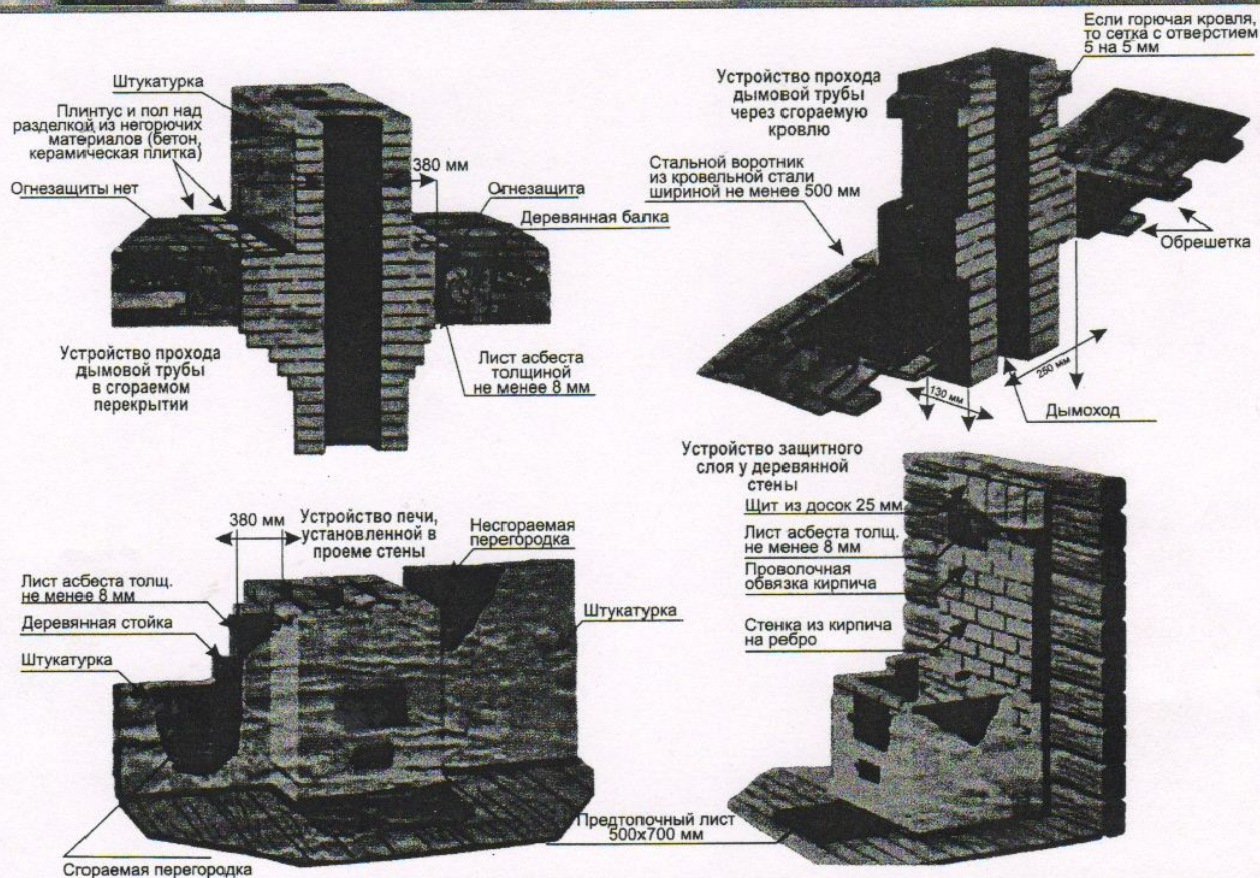 Штукатурка
Плинтус и пол над
разделкой из негорючих
материалов (бетон,
керамическая плитка)
Огнезащиты нет
380 мм
Огнезащита
Деревянная балка
Устройство прохода
дымовой трубы
в сгораемом
перекрытии
Лист асбеста
толщиной
не менее 8 мм
Если горючая кровля,
то сетка с отверстием
5 на 5 мм
Устройство прохода
дымовой трубы
через сгораемую
кровлю
Стальной воротник
из кровельной стали
шириной не менее 500 мм
Обрешетка
250 мм
130 мм
Дымоход
380 мм
Устройство печи,
установленной в
проеме стены
Несгораемая
перегородка
Лист асбеста толщ.
не менее 8 мм
Деревянная стойка
Штукатурка
Штукатурка
Сгораемая перегородка
Устройство защитного
слоя у деревянной
стены
Щит из досок 25 мм
Лист асбеста толщ.
не менее 8 мм
Проволочная
обвязка кирпича
Стенка из кирпича
на ребро
Предтопочный лист
500х700 мм